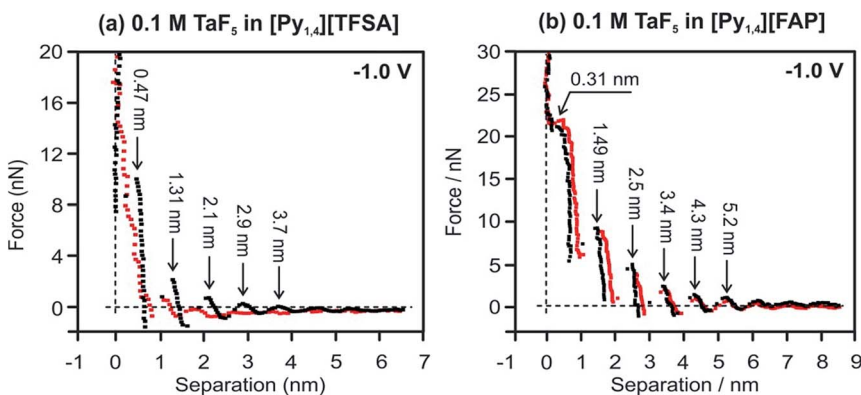 (a) 0.1 M TaF₅ in [Py₁,₄][TFSA]
-1.0 V
20
16
12
8
4
0
Force (nN)
0.47 nm
1.31 nm
2.1 nm
2.9 nm
3.7 nm
-1 0 1 2 3 4 5 6 7
Separation (nm)
(b) 0.1 M TaF₅ in [Py₁,₄][FAP]
-1.0 V
30
25
20
15
10
5
0
Force / nN
0.31 nm
1.49 nm
2.5 nm
3.4 nm
4.3 nm
5.2 nm
-1 0 1 2 3 4 5 6 7 8 9
Separation / nm